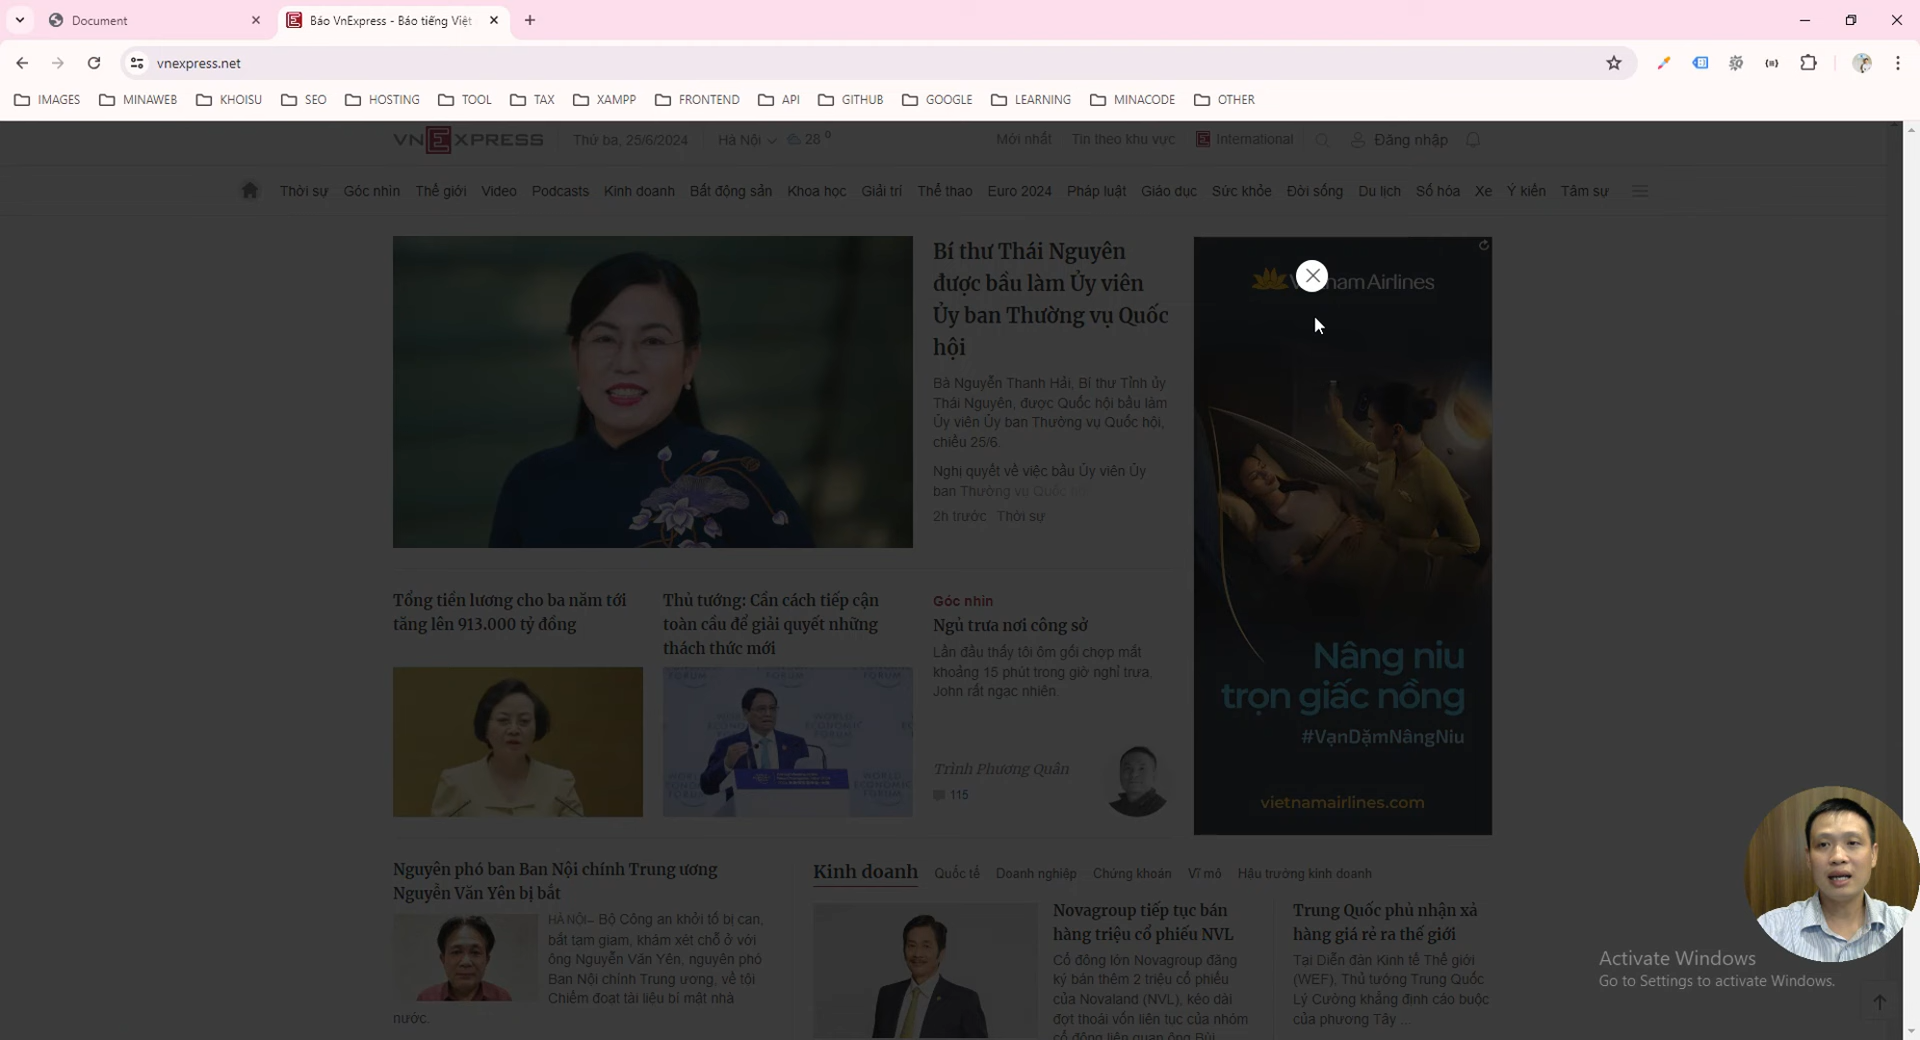 Document
Báo VnExpress - Báo tiếng Việt
vnexpress.net
IMAGES MINAWEB KHOISU SEO HOSTING TOOL TAX XAMPP FRONTEND API GITHUB GOOGLE LEARNING MINACODE OTHER
VNEXPRESS Thứ ba, 25/6/2024 Hà Nội 28° Mới nhất Tin theo khu vực International Đăng nhập
Thời sự Góc nhìn Thế giới Video Podcasts Kinh doanh Bất động sản Khoa học Giải trí Thể thao Euro 2024 Pháp luật Giáo dục Sức khỏe Đời sống Du lịch Số hóa Xe Ý kiến Tâm sự
Bí thư Thái Nguyên
được bầu làm Ủy viên
Ủy ban Thường vụ Quốc
hội
Bà Nguyễn Thanh Hải, Bí thư Tỉnh ủy
Thái Nguyên, được Quốc hội bầu làm
Ủy viên Ủy ban Thường vụ Quốc hội,
chiều 25/6.
Nghị quyết về việc bầu Ủy viên Ủy
ban Thường vụ Quốc
2h trước Thời sự
nam Airlines
Nâng niu
trọn giấc nồng
#VạnDặmNângNiu
vietnamairlines.com
Tổng tiền lương cho ba năm tới
tăng lên 913.000 tỷ đồng
Thủ tướng: Cần cách tiếp cận
toàn cầu để giải quyết những
thách thức mới
Góc nhìn
Ngủ trưa nơi công sở
Lần đầu thấy tôi ôm gối chợp mắt
khoảng 15 phút trong giờ nghỉ trưa,
John rất ngạc nhiên.
Trình Phương Quân
115
Nguyên phó ban Ban Nội chính Trung ương
Nguyễn Văn Yên bị bắt
HÀ NỘI– Bộ Công an khởi tố bị can,
bắt tạm giam, khám xét chỗ ở với
ông Nguyễn Văn Yên, nguyên phó
Ban Nội chính Trung ương, về tội
Chiếm đoạt tài liệu bí mật nhà
nước.
Kinh doanh Quốc tế Doanh nghiệp Chứng khoán Vĩ mô Hậu trường kinh doanh
Novagroup tiếp tục bán
hàng triệu cổ phiếu NVL
Cổ đông lớn Novagroup đăng
ký bán thêm 2 triệu cổ phiếu
của Novaland (NVL), kéo dài
đợt thoái vốn liên tục của nhóm
cổ đông liên quan ông Bùi
Trung Quốc phủ nhận xả
hàng giá rẻ ra thế giới
Tại Diễn đàn Kinh tế Thế giới
(WEF), Thủ tướng Trung Quốc
Lý Cường khẳng định cáo buộc
của phương Tây ...
Activate Windows
Go to Settings to activate Windows.